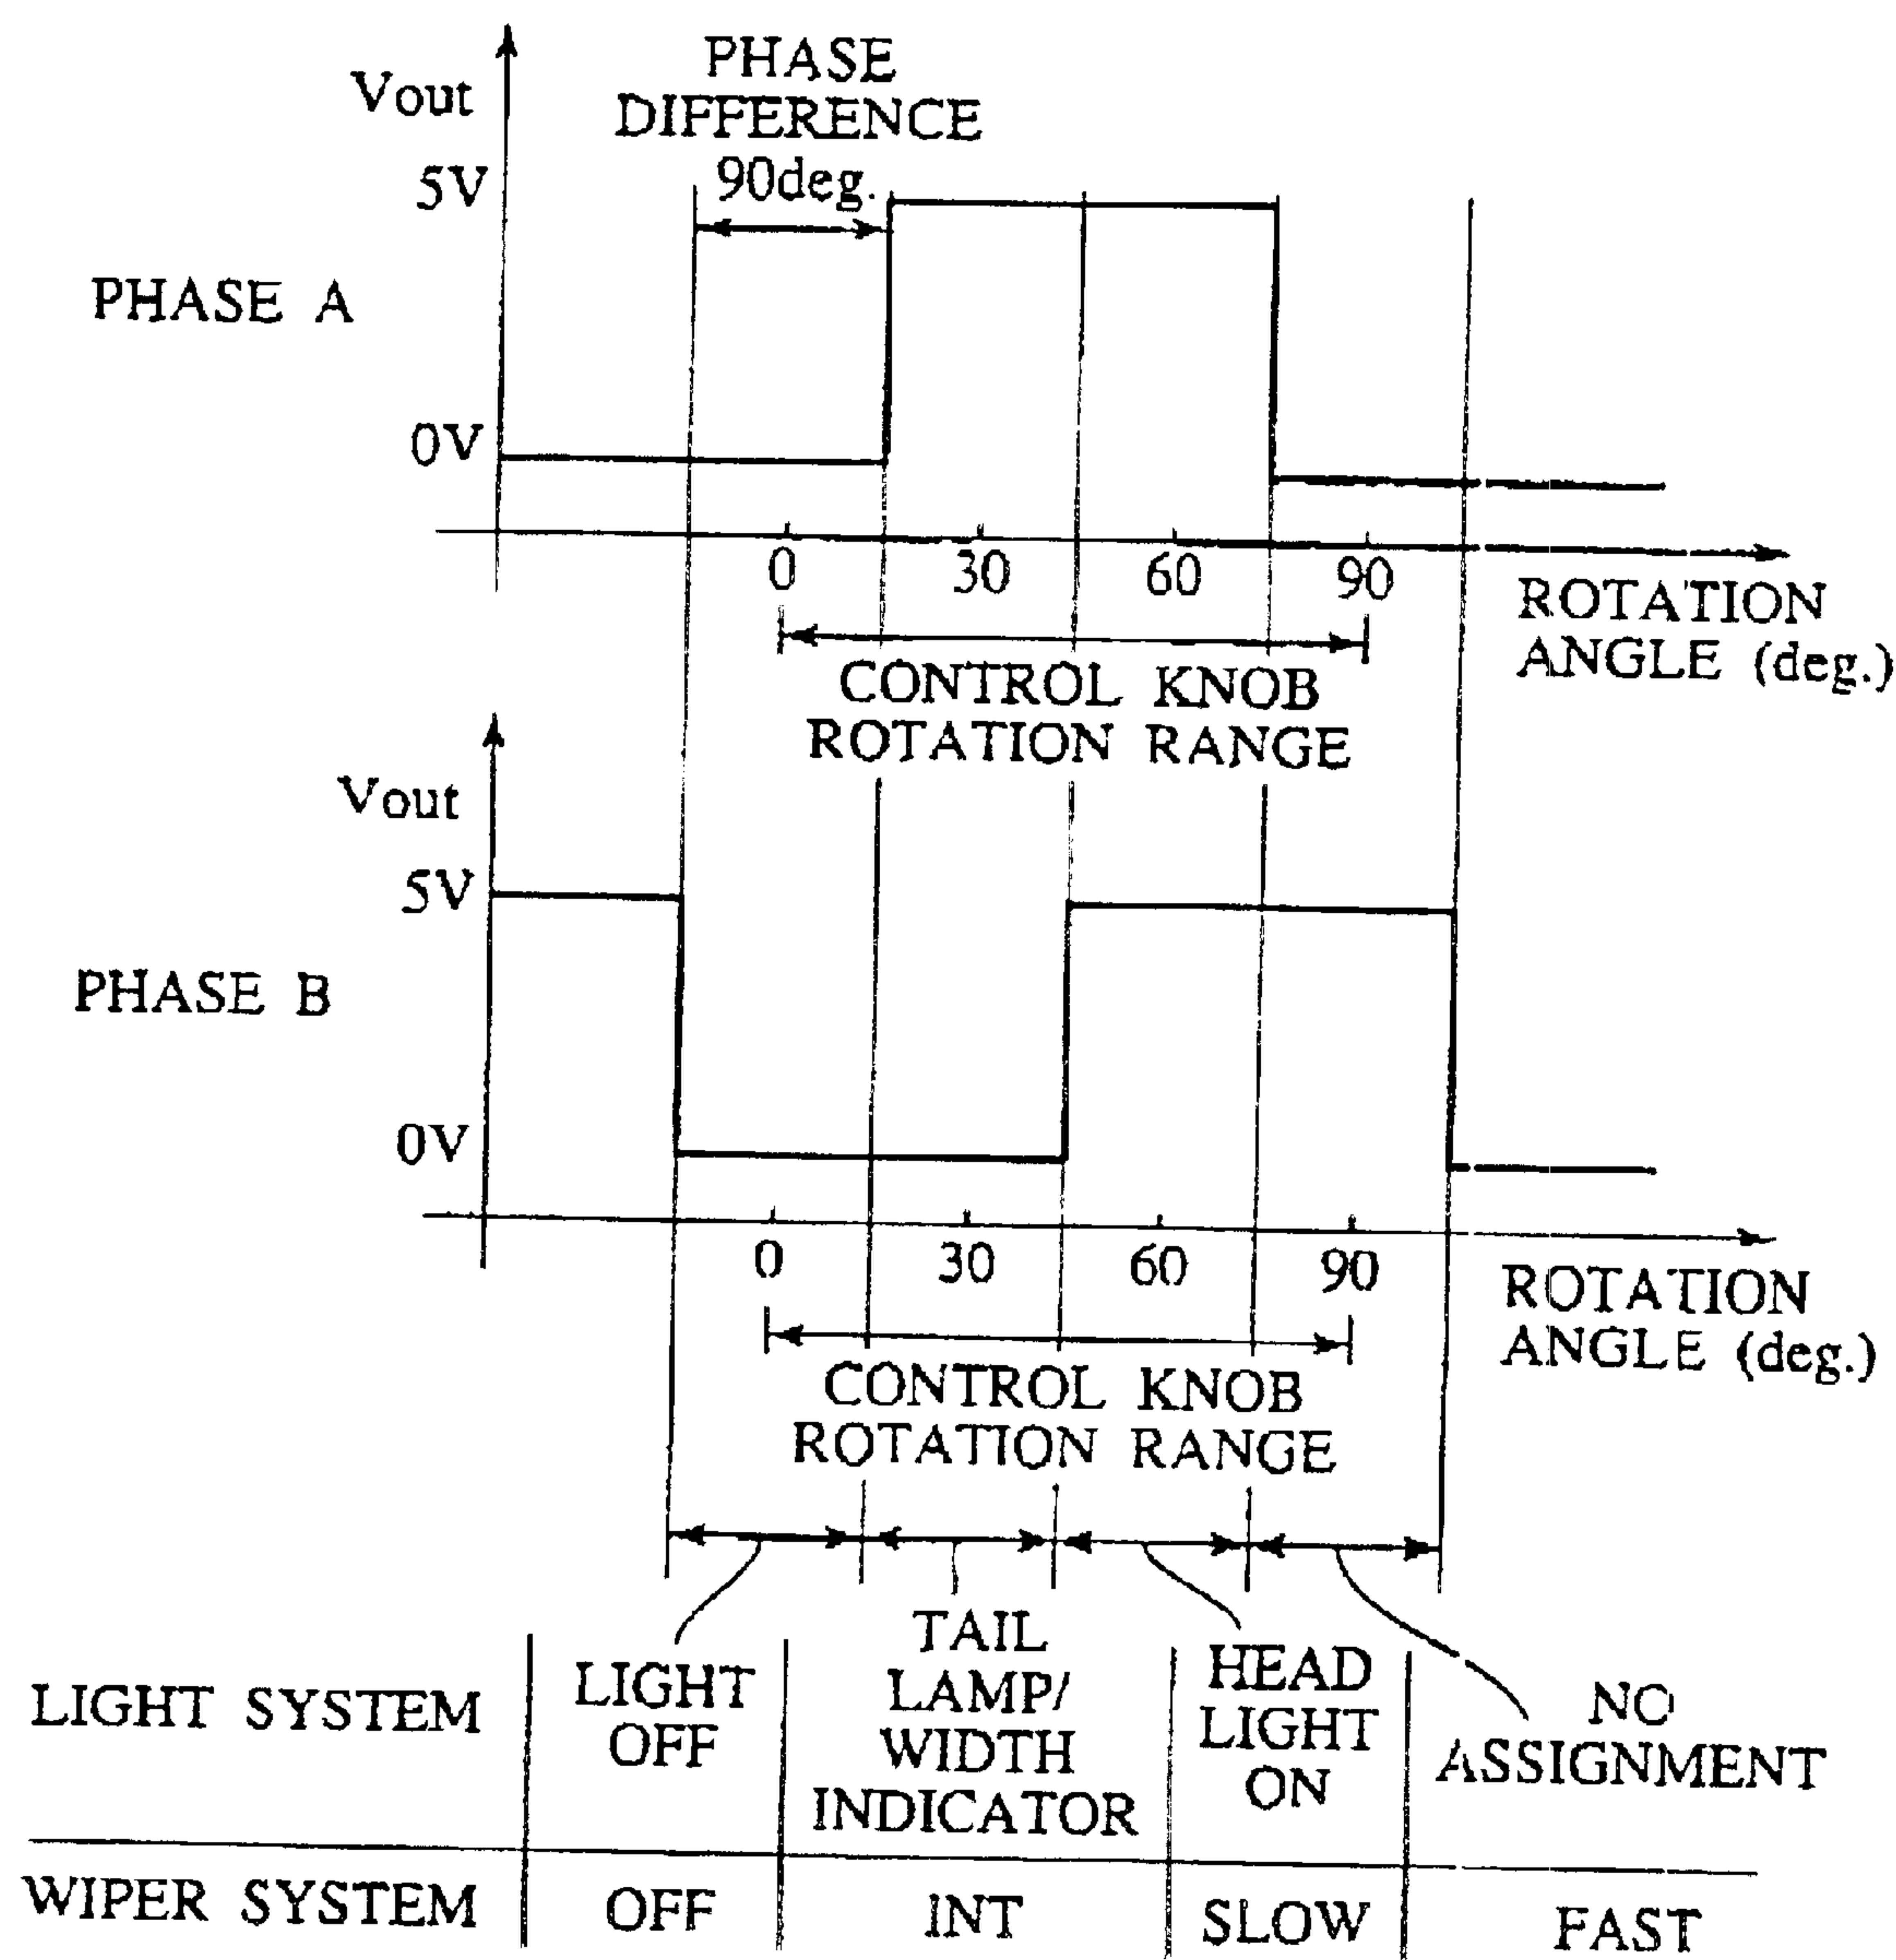 PHASE
DIFFERENCE
90deg.
Vout
5V
PHASE A
0V
0 30 60 90
ROTATION
ANGLE (deg.)
CONTROL KNOB
ROTATION RANGE
Vout
5V
PHASE B
0V
0 30 60 90
ROTATION
ANGLE (deg.)
CONTROL KNOB
ROTATION RANGE
LIGHT SYSTEM
LIGHT
OFF
TAIL
LAMP/
WIDTH
INDICATOR
HEAD
LIGHT
ON
NO
ASSIGNMENT
WIPER SYSTEM OFF INT SLOW FAST